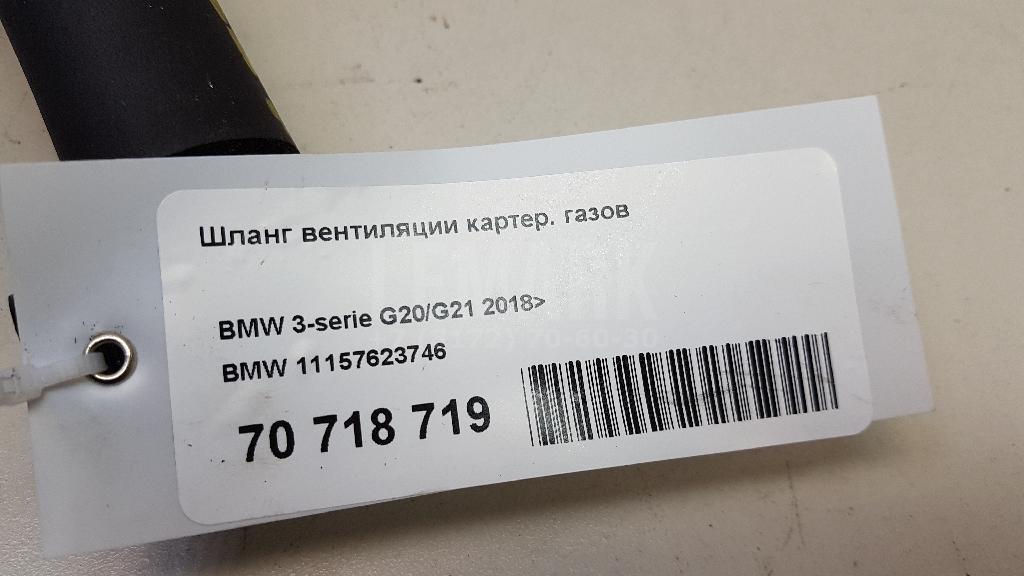 Шланг вентиляции картер. газов
BMW 3-serie G20/G21 2018>
BMW 11157623746
70 718 719